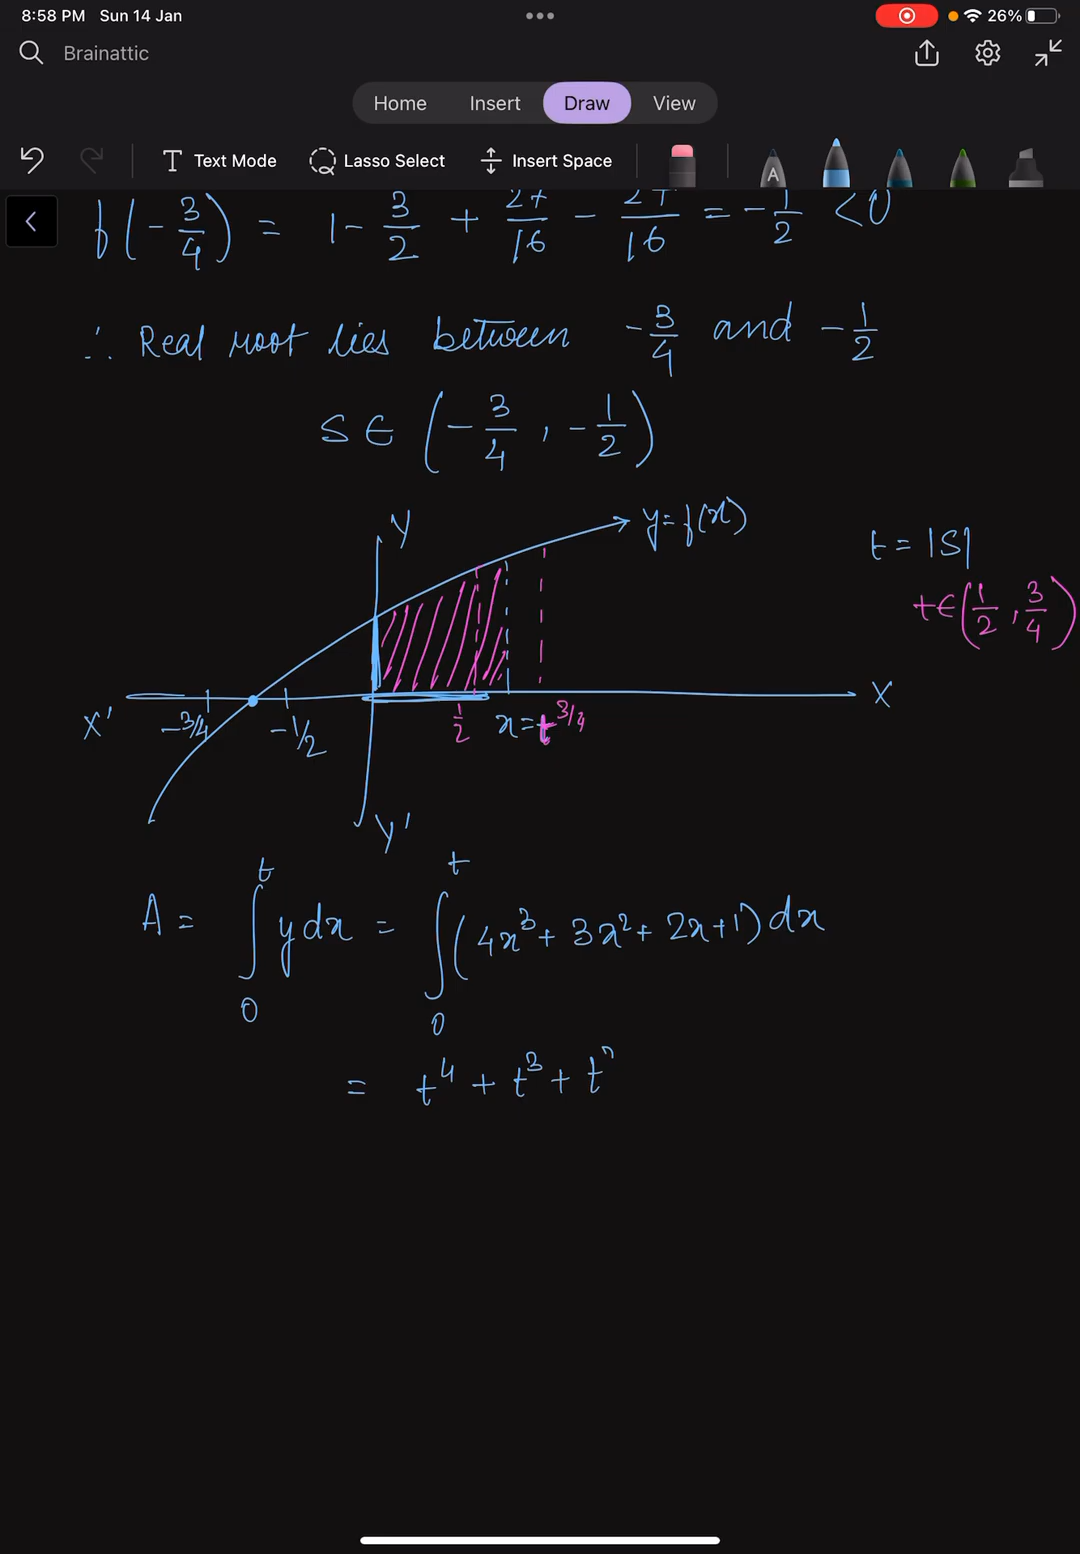 8:58 PM Sun 14 Jan
26%
Brainattic
Home Insert Draw View
T Text Mode Lasso Select Insert Space A
f(-3/4) = 1 - 3/2 + 27/16 - 27/16 = -1/2 <0
∴ Real root lies between -3/4 and -1/2
S ∈ (-3/4, -1/2)
Y y=f(x)
t = |S|
t ∈ (1/2, 3/4)
X' -3/4 -1/2 1/2 x=t 3/4 X
Y'
A = ∫₀ᵗ y dx = ∫₀ᵗ (4x³ + 3x² + 2x + 1) dx
= t⁴ + t³ + t